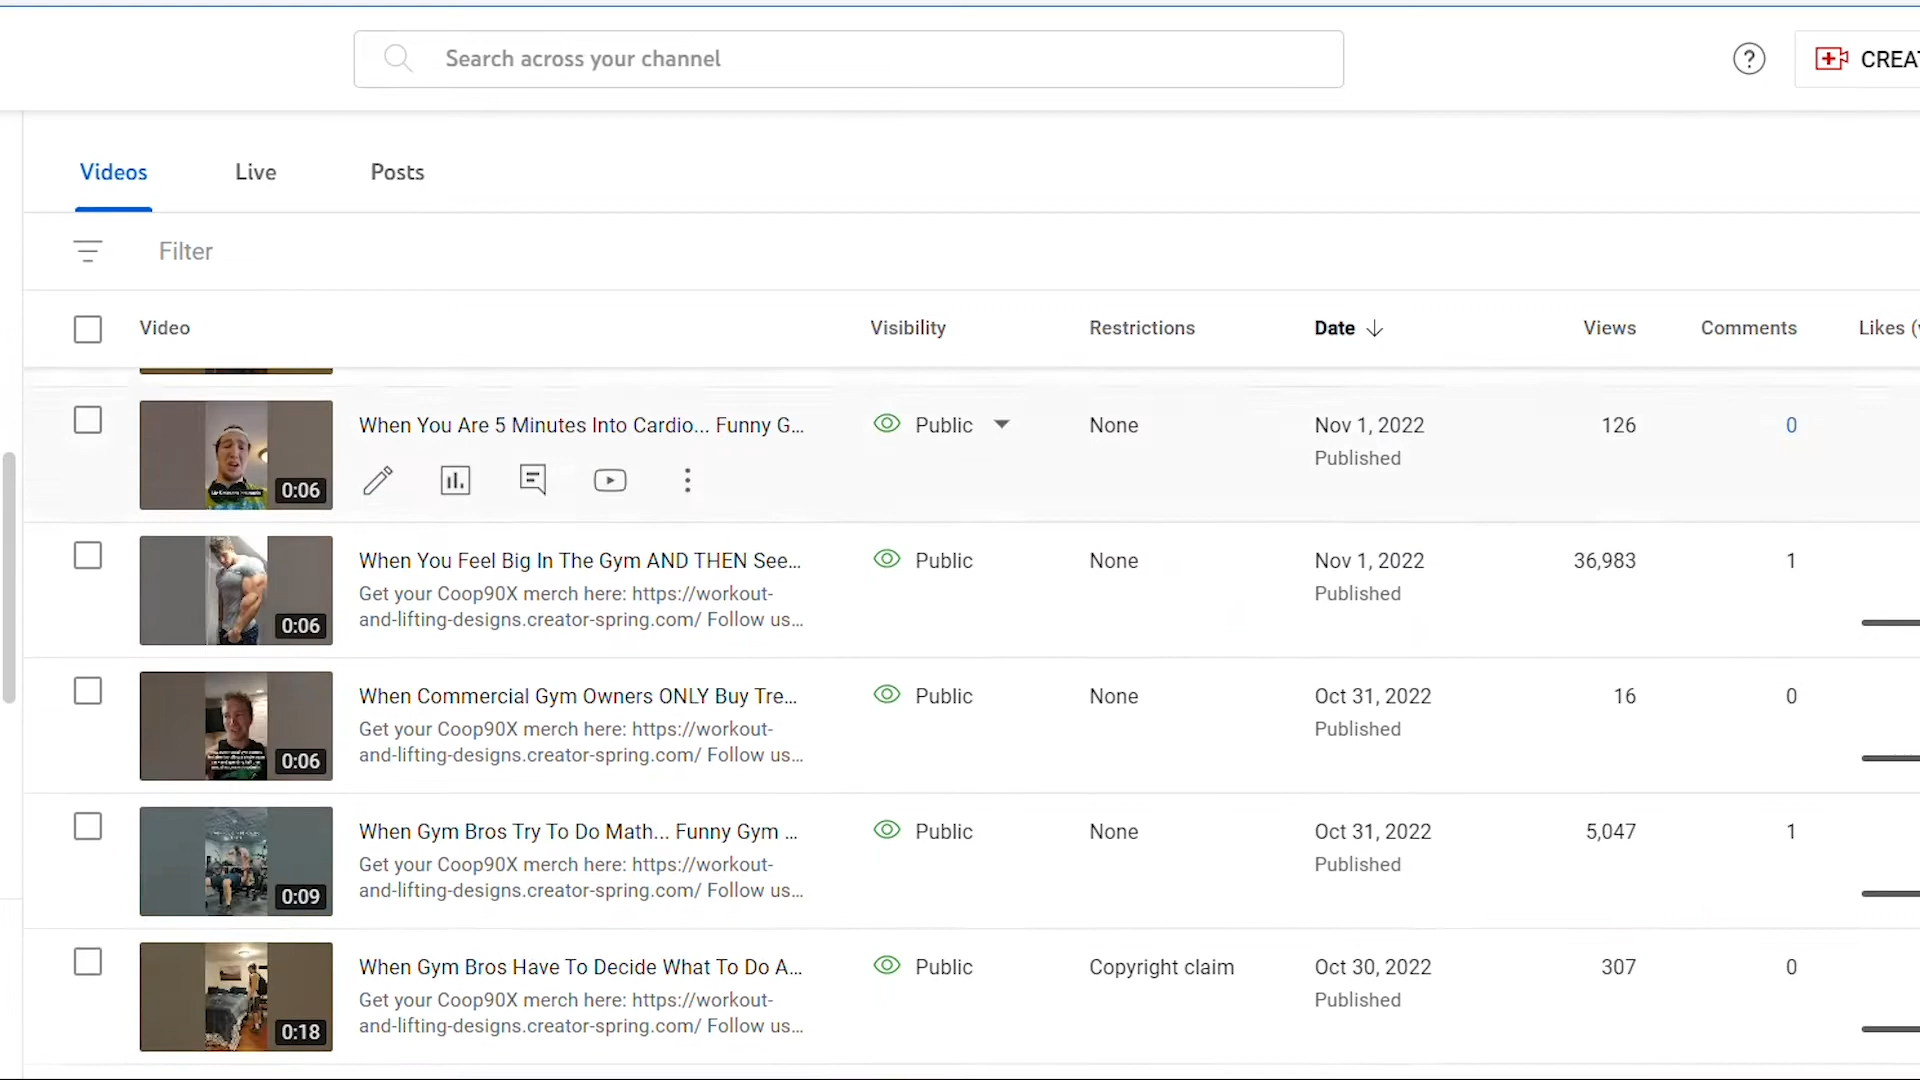 Search across your channel
CREA
Videos Live Posts
Filter
Video Visibility Restrictions Date Views Comments Likes (
0:06 When You Are 5 Minutes Into Cardio... Funny G... Public None Nov 1, 2022 126 0
Published
0:06 When You Feel Big In The Gym AND THEN See... Public None Nov 1, 2022 36,983 1
Get your Coop90X merch here: https://workout- Published
and-lifting-designs.creator-spring.com/ Follow us...
0:06 When Commercial Gym Owners ONLY Buy Tre... Public None Oct 31, 2022 16 0
Get your Coop90X merch here: https://workout- Published
and-lifting-designs.creator-spring.com/ Follow us...
0:09 When Gym Bros Try To Do Math... Funny Gym ... Public None Oct 31, 2022 5,047 1
Get your Coop90X merch here: https://workout- Published
and-lifting-designs.creator-spring.com/ Follow us...
0:18 When Gym Bros Have To Decide What To Do A... Public Copyright claim Oct 30, 2022 307 0
Get your Coop90X merch here: https://workout- Published
and-lifting-designs.creator-spring.com/ Follow us...